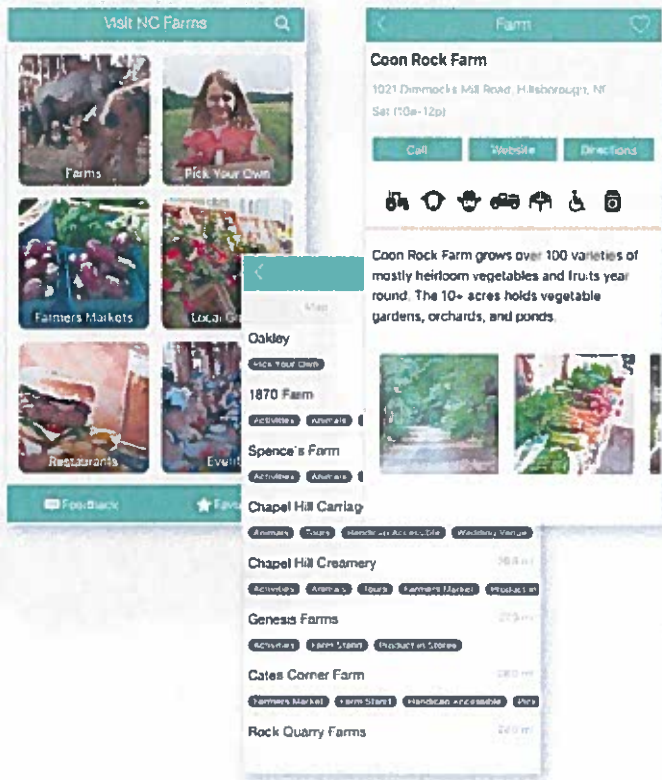 Visit NC Farms
Farms
Pick Your Own
Farmers Markets
Local
Restaurants
Event
Feedback
Map
Oakley
Pick Your Own
1870 Farm
Activities Animals
Spence's Farm
Activities Animals
Chapel Hill Carriag
Animals Tours Handicap Accessible Wedding Venue
Chapel Hill Creamery
Activities Animals Tours Farmers Market Product in
Genesis Farms
Activities Farm Stand Product in Stores
Cates Corner Farm
Farmers Market Farm Stand Handicap Accessible Pick
Rock Quarry Farms
Farm
Coon Rock Farm
1021 Dimmocks Mill Road, Hillsborough, NC
Sat (10a-12p)
Call Website Directions
Coon Rock Farm grows over 100 varieties of
mostly heirloom vegetables and fruits year
round. The 10+ acres holds vegetable
gardens, orchards, and ponds.